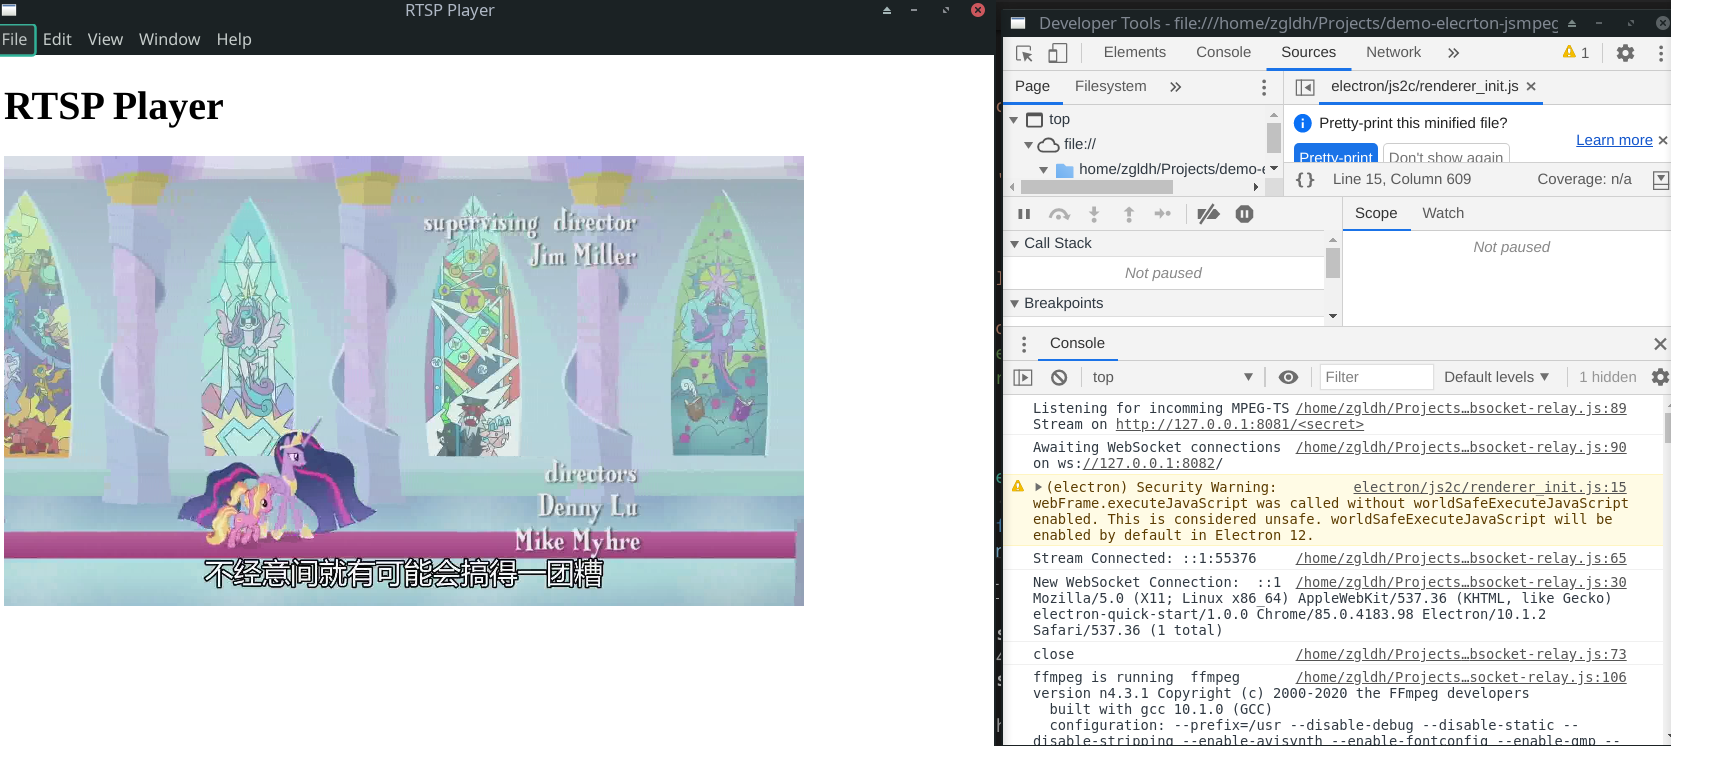 RTSP Player
File Edit View Window Help
RTSP Player
supervising director
Jim Miller
directors
Denny Lu
Mike Myhre
不经意间就有可能会搞得一团糟
Developer Tools - file:///home/zgldh/Projects/demo-elecrton-jsmpeg
Elements Console Sources Network » 1
Page Filesystem »
electron/js2c/renderer_init.js ×
top
file://
home/zgldh/Projects/demo-e
Pretty-print this minified file?
Learn more
Pretty-print Don't show again
{} Line 15, Column 609 Coverage: n/a
Scope Watch
Call Stack
Not paused
Not paused
Breakpoints
Console
top Filter Default levels ▼ 1 hidden
Listening for incomming MPEG-TS /home/zgldh/Projects…bsocket-relay.js:89
Stream on http://127.0.0.1:8081/<secret>
Awaiting WebSocket connections /home/zgldh/Projects…bsocket-relay.js:90
on ws://127.0.0.1:8082/
(electron) Security Warning: electron/js2c/renderer_init.js:15
webFrame.executeJavaScript was called without worldSafeExecuteJavaScript
enabled. This is considered unsafe. worldSafeExecuteJavaScript will be
enabled by default in Electron 12.
Stream Connected: ::1:55376 /home/zgldh/Projects…bsocket-relay.js:65
New WebSocket Connection: ::1 /home/zgldh/Projects…bsocket-relay.js:30
Mozilla/5.0 (X11; Linux x86_64) AppleWebKit/537.36 (KHTML, like Gecko)
electron-quick-start/1.0.0 Chrome/85.0.4183.98 Electron/10.1.2
Safari/537.36 (1 total)
close /home/zgldh/Projects…bsocket-relay.js:73
ffmpeg is running ffmpeg /home/zgldh/Projects…socket-relay.js:106
version n4.3.1 Copyright (c) 2000-2020 the FFmpeg developers
built with gcc 10.1.0 (GCC)
configuration: --prefix=/usr --disable-debug --disable-static --
disable-stripping --enable-avisynth --enable-fontconfig --enable-gmp --